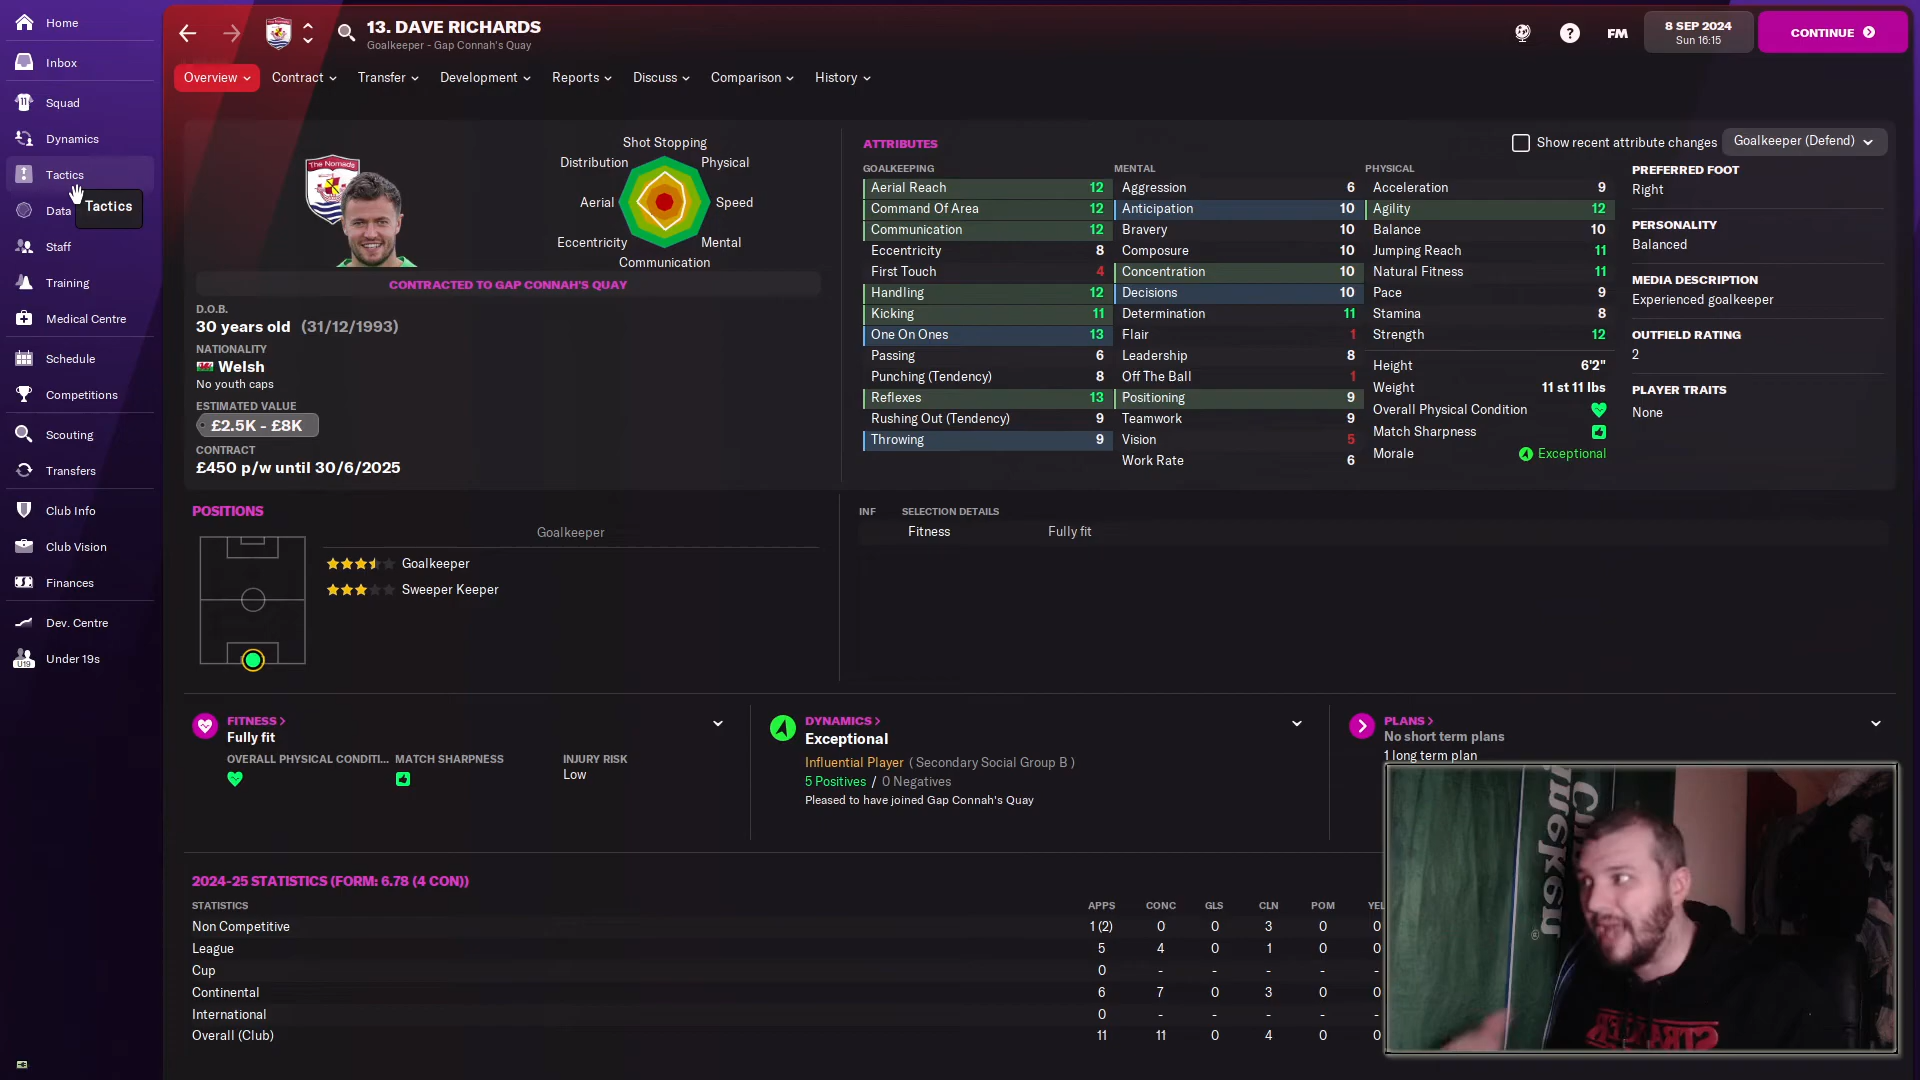 Home
Inbox
Squad
Dynamics
Tactics
Data
Tactics
Staff
Training
Medical Centre
Schedule
Competitions
Scouting
Transfers
Club Info
Club Vision
Finances
Dev. Centre
Under 19s
13. DAVE RICHARDS
Goalkeeper - Gap Connah's Quay
FM
8 SEP 2024
Sun 16:15
CONTINUE
Overview
Contract
Transfer
Development
Reports
Discuss
Comparison
History
The Nomads
Shot Stopping
Distribution
Physical
Aerial
Speed
Eccentricity
Mental
Communication
CONTRACTED TO GAP CONNAH'S QUAY
D.O.B.
30 years old (31/12/1993)
NATIONALITY
Welsh
No youth caps
ESTIMATED VALUE
£2.5K - £8K
CONTRACT
£450 p/w until 30/6/2025
ATTRIBUTES
Show recent attribute changes
Goalkeeper (Defend)
GOALKEEPING
Aerial Reach 12
Command Of Area 12
Communication 12
Eccentricity 8
First Touch 4
Handling 12
Kicking 11
One On Ones 13
Passing 6
Punching (Tendency) 8
Reflexes 13
Rushing Out (Tendency) 9
Throwing 9
MENTAL
Aggression 6
Anticipation 10
Bravery 10
Composure 10
Concentration 10
Decisions 10
Determination 11
Flair 1
Leadership 8
Off The Ball 1
Positioning 9
Teamwork 9
Vision 5
Work Rate 6
PHYSICAL
Acceleration 9
Agility 12
Balance 10
Jumping Reach 11
Natural Fitness 11
Pace 9
Stamina 8
Strength 12
Height 6'2"
Weight 11 st 11 lbs
Overall Physical Condition
Match Sharpness
Morale Exceptional
PREFERRED FOOT
Right
PERSONALITY
Balanced
MEDIA DESCRIPTION
Experienced goalkeeper
OUTFIELD RATING
2
PLAYER TRAITS
None
POSITIONS
Goalkeeper
Goalkeeper
Sweeper Keeper
INF SELECTION DETAILS
Fitness Fully fit
FITNESS >
Fully fit
OVERALL PHYSICAL CONDITI... MATCH SHARPNESS INJURY RISK
Low
DYNAMICS >
Exceptional
Influential Player (Secondary Social Group B)
5 Positives / 0 Negatives
Pleased to have joined Gap Connah's Quay
PLANS >
No short term plans
1 long term plan
2024-25 STATISTICS (FORM: 6.78 (4 CON))
STATISTICS APPS CONC GLS CLN POM YEL
Non Competitive 1 (2) 0 0 3 0 0
League 5 4 0 1 0 0
Cup 0 - - - - -
Continental 6 7 0 3 0 0
International 0 - - - - -
Overall (Club) 11 11 0 4 0 0